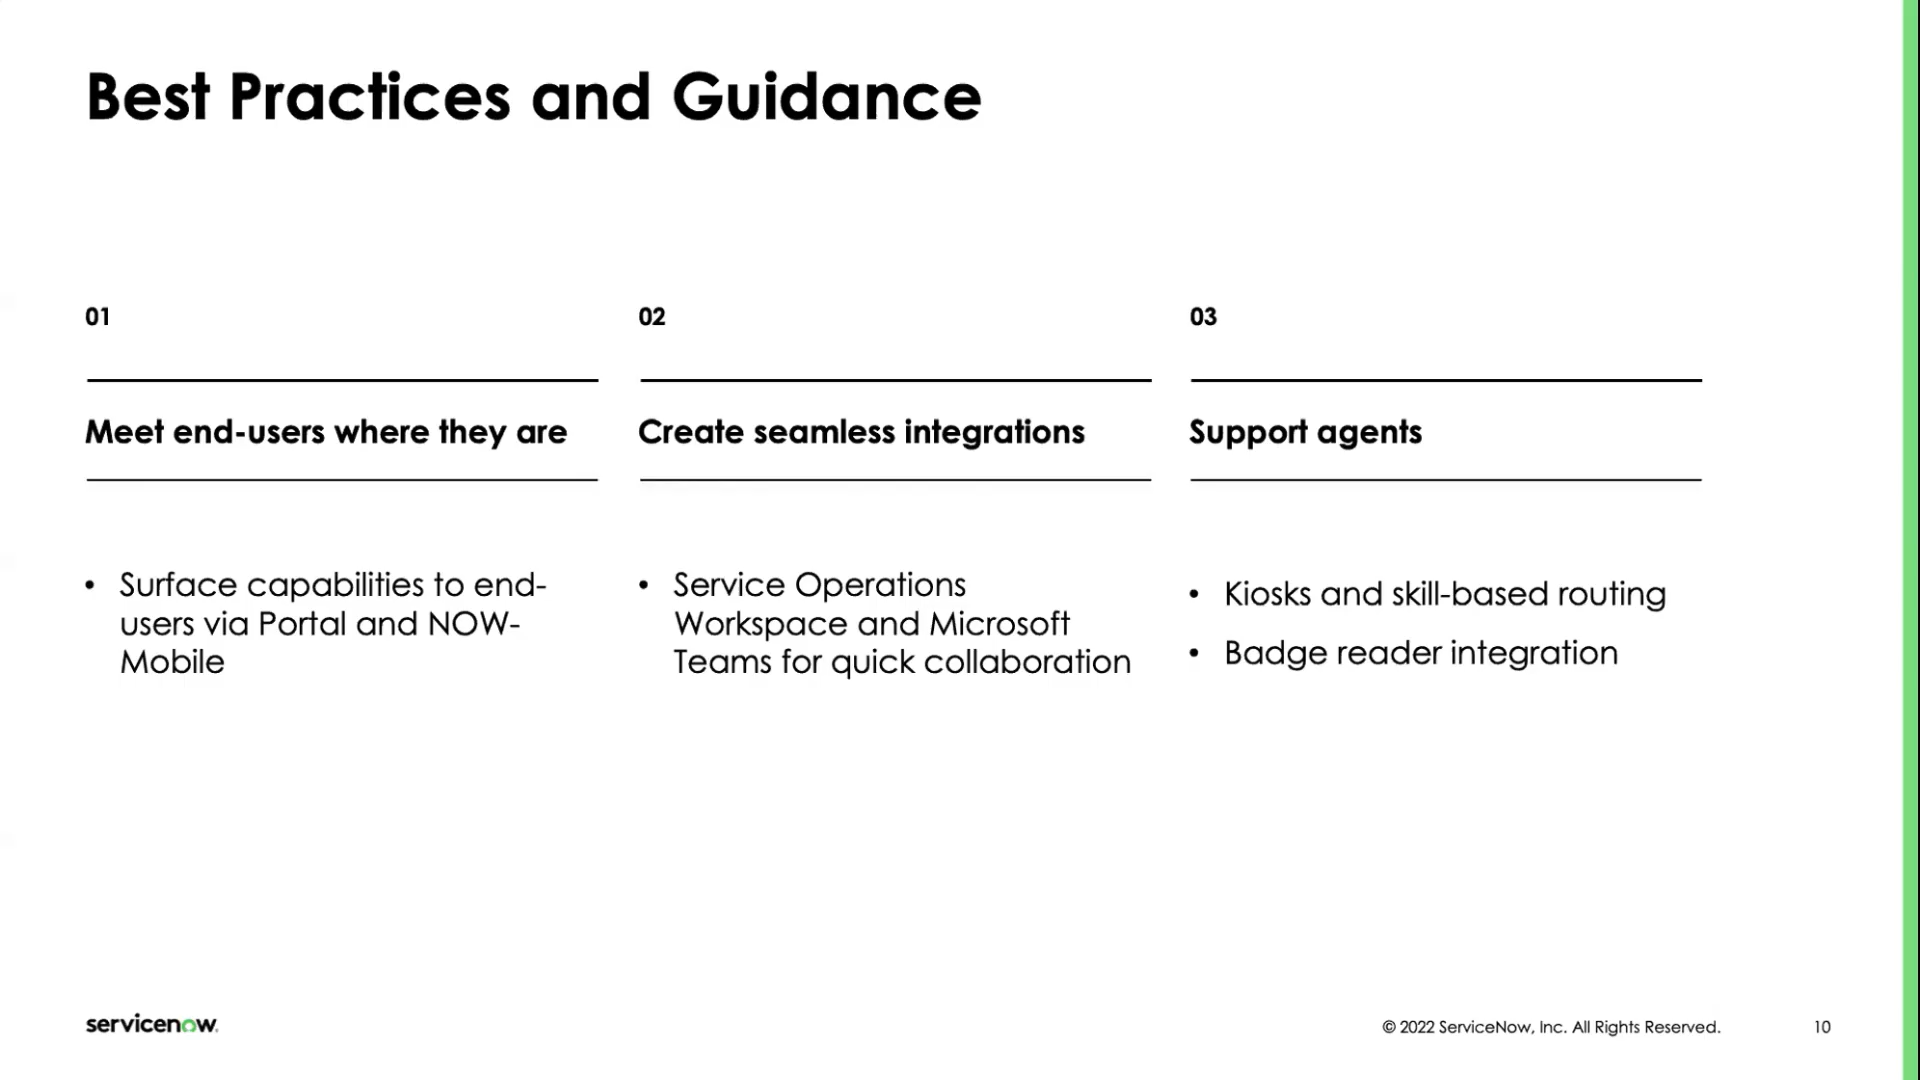 Best Practices and Guidance
01
Meet end-users where they are
• Surface capabilities to end-
users via Portal and NOW-
Mobile
02
Create seamless integrations
• Service Operations
Workspace and Microsoft
Teams for quick collaboration
03
Support agents
• Kiosks and skill-based routing
• Badge reader integration
servicenow.
© 2022 ServiceNow, Inc. All Rights Reserved.
10